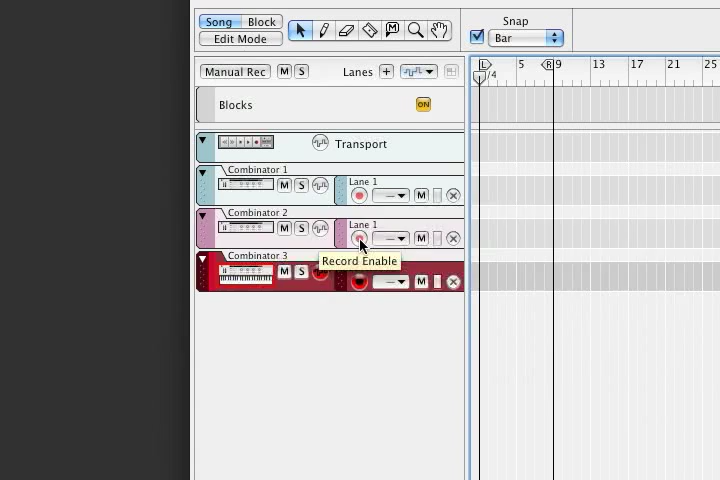 Song Block Snap
Edit Mode M Bar
Manual Rec M S Lanes + L 5 R 9 13 17 21 25
/4
Blocks ON
Transport
Combinator 1
M S Lane 1
— M
Combinator 2
M S Lane 1
— M
Record Enable
Combinator 3
M S
— M